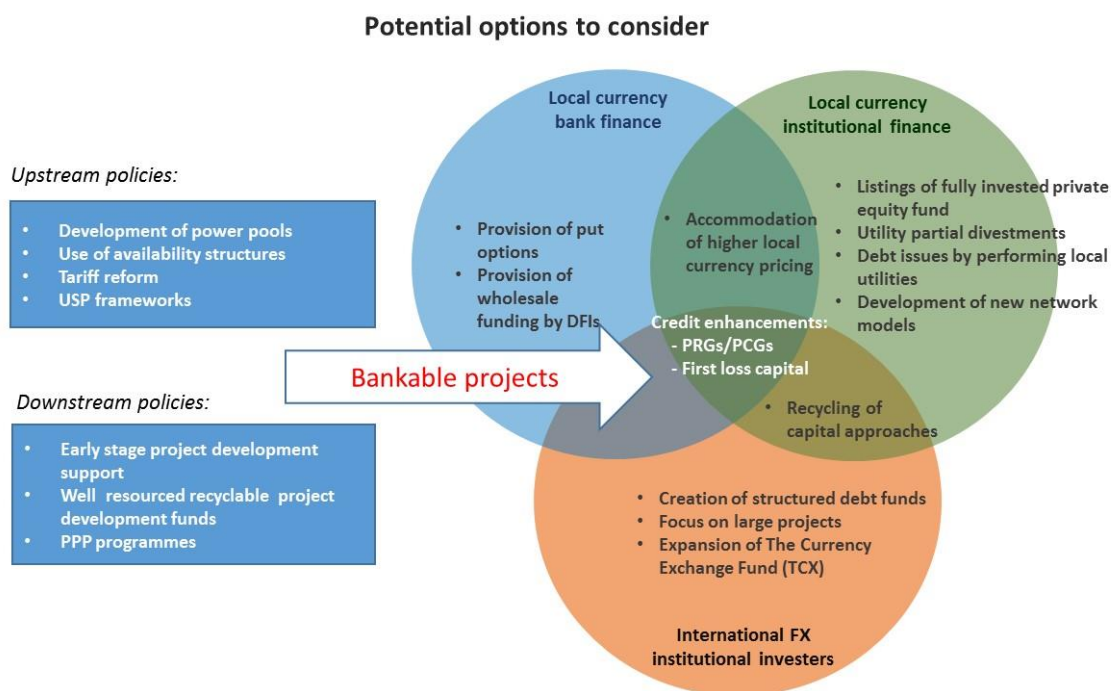 Potential options to consider
Upstream policies:
• Development of power pools
• Use of availability structures
• Tariff reform
• USP frameworks
Downstream policies:
• Early stage project development
support
• Well resourced recyclable project
development funds
• PPP programmes
Bankable projects
Local currency
bank finance
• Provision of put
options
• Provision of
wholesale
funding by DFIs
• Accommodation
of higher local
currency pricing
Local currency
institutional finance
• Listings of fully invested private
equity fund
• Utility partial divestments
• Debt issues by performing local
utilities
• Development of new network
models
Credit enhancements:
- PRGs/PCGs
- First loss capital
• Recycling of
capital approaches
• Creation of structured debt funds
• Focus on large projects
• Expansion of The Currency
Exchange Fund (TCX)
International FX
institutional investers